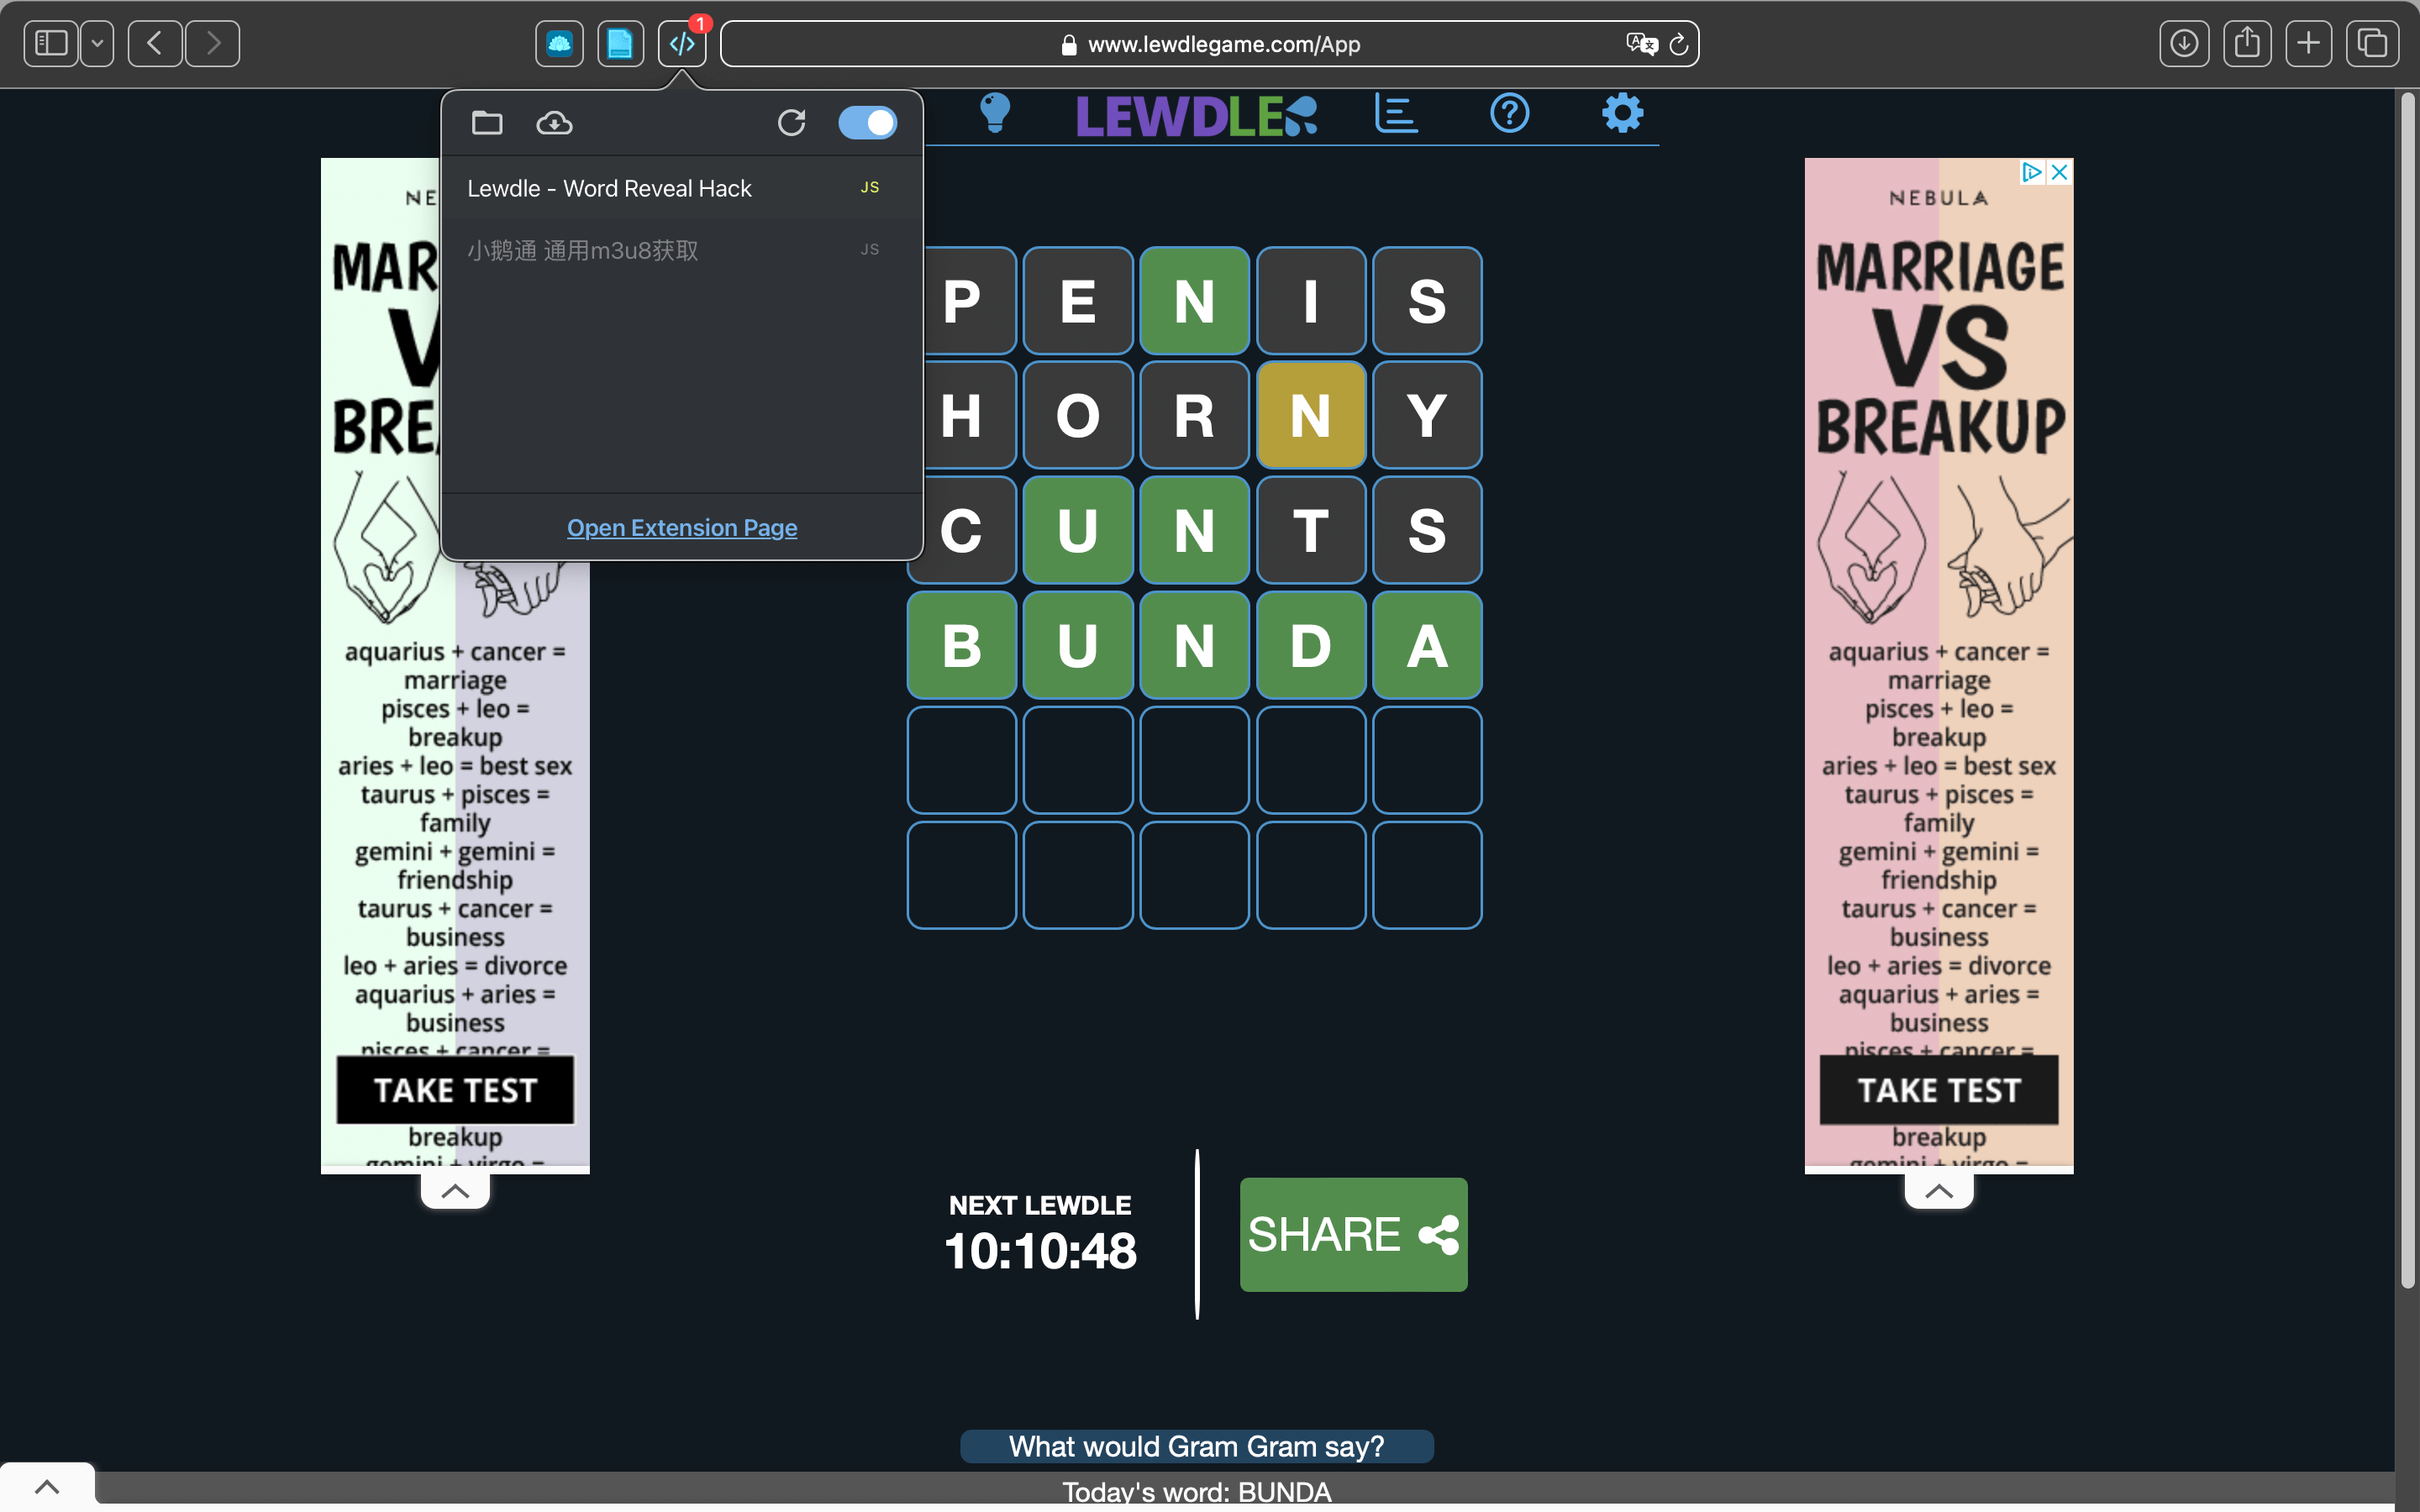 1
www.lewdlegame.com/App
Lewdle - Word Reveal Hack JS
小鹅通 通用m3u8获取 JS
Open Extension Page
LEWDLE
P E N I S
H O R N Y
C U N T S
B U N D A
NEXT LEWDLE
10:10:48
SHARE
What would Gram Gram say?
Today's word: BUNDA
NE
MAR
V
BREA
aquarius + cancer =
marriage
pisces + leo =
breakup
aries + leo = best sex
taurus + pisces =
family
gemini + gemini =
friendship
taurus + cancer =
business
leo + aries = divorce
aquarius + aries =
business
pisces + cancer =
TAKE TEST
breakup
gemini + virgo =
NEBULA
MARRIAGE
VS
BREAKUP
aquarius + cancer =
marriage
pisces + leo =
breakup
aries + leo = best sex
taurus + pisces =
family
gemini + gemini =
friendship
taurus + cancer =
business
leo + aries = divorce
aquarius + aries =
business
pisces + cancer =
TAKE TEST
breakup
gemini + virgo =